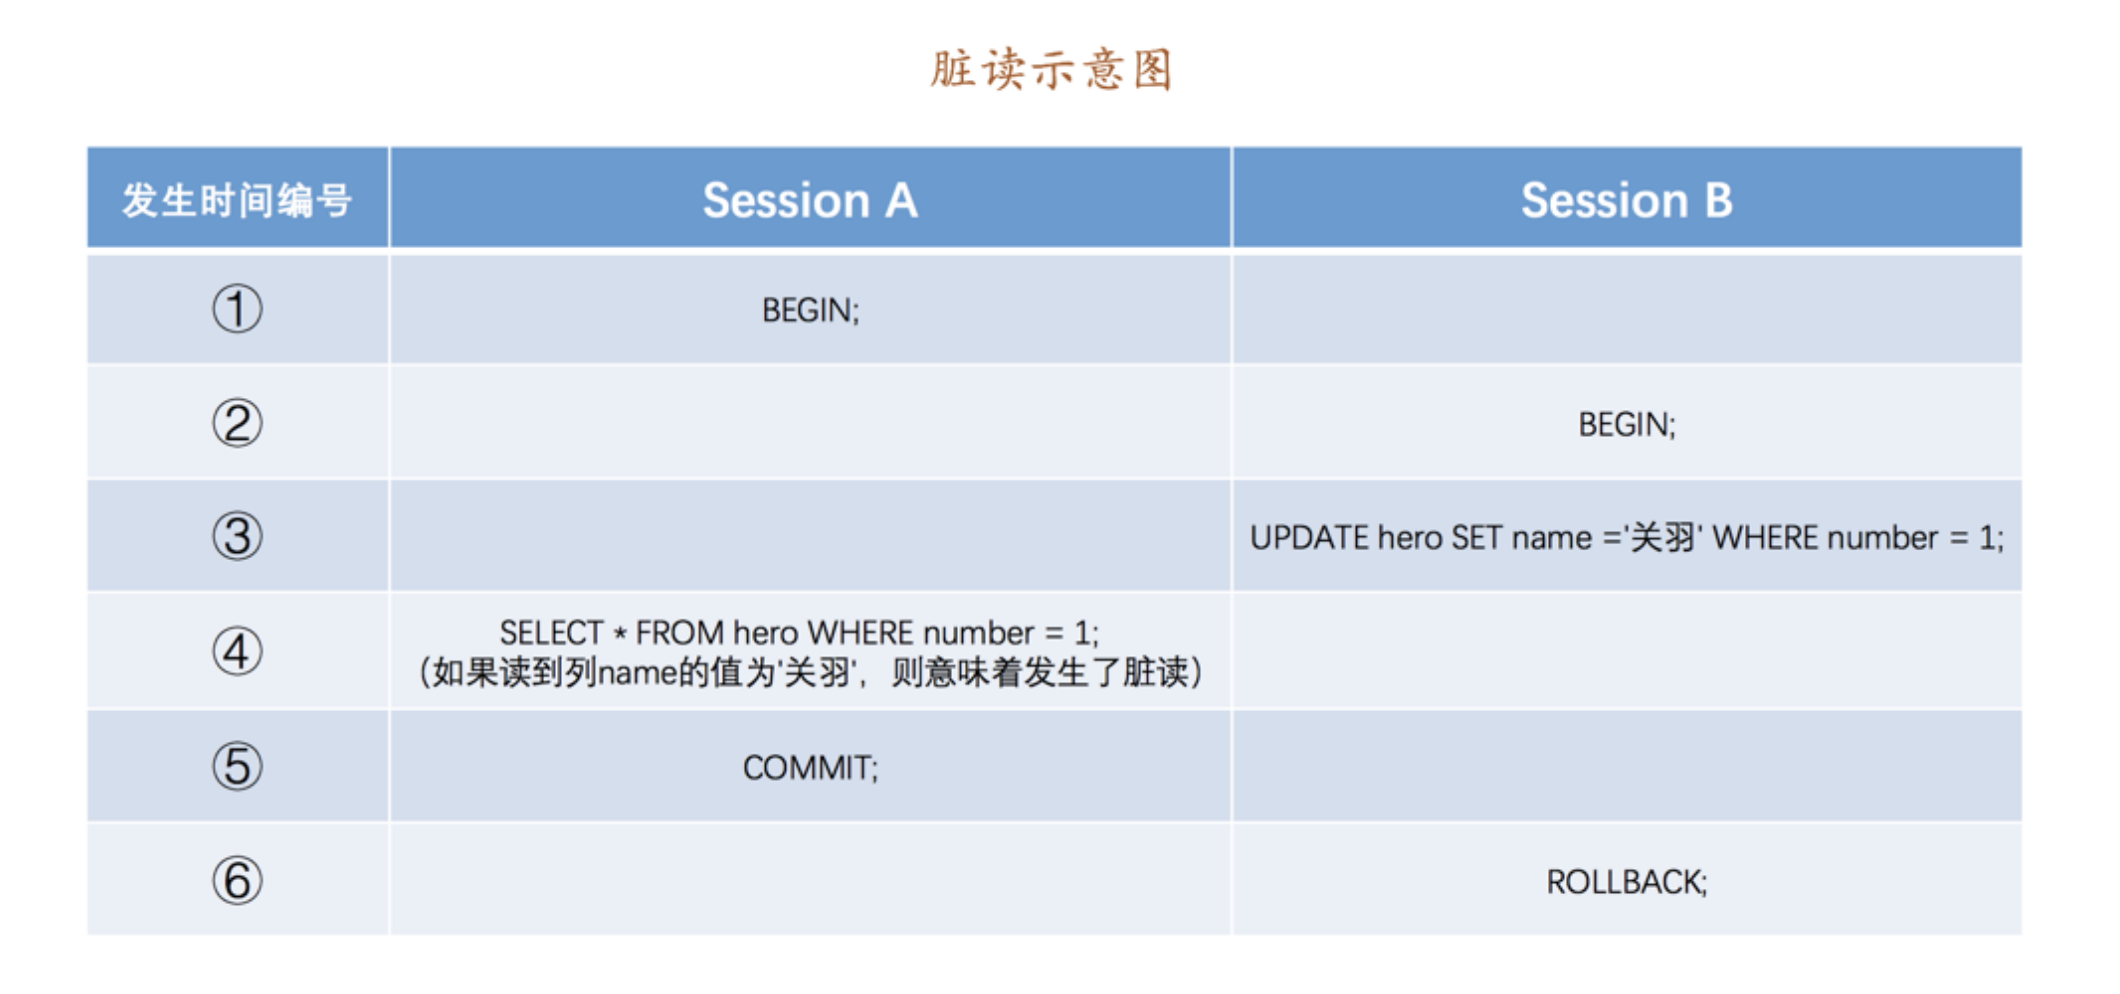 脏读示意图
发生时间编号 Session A Session B
① BEGIN;
② BEGIN;
③ UPDATE hero SET name ='关羽' WHERE number = 1;
④ SELECT * FROM hero WHERE number = 1;
（如果读到列name的值为'关羽'，则意味着发生了脏读）
⑤ COMMIT;
⑥ ROLLBACK;